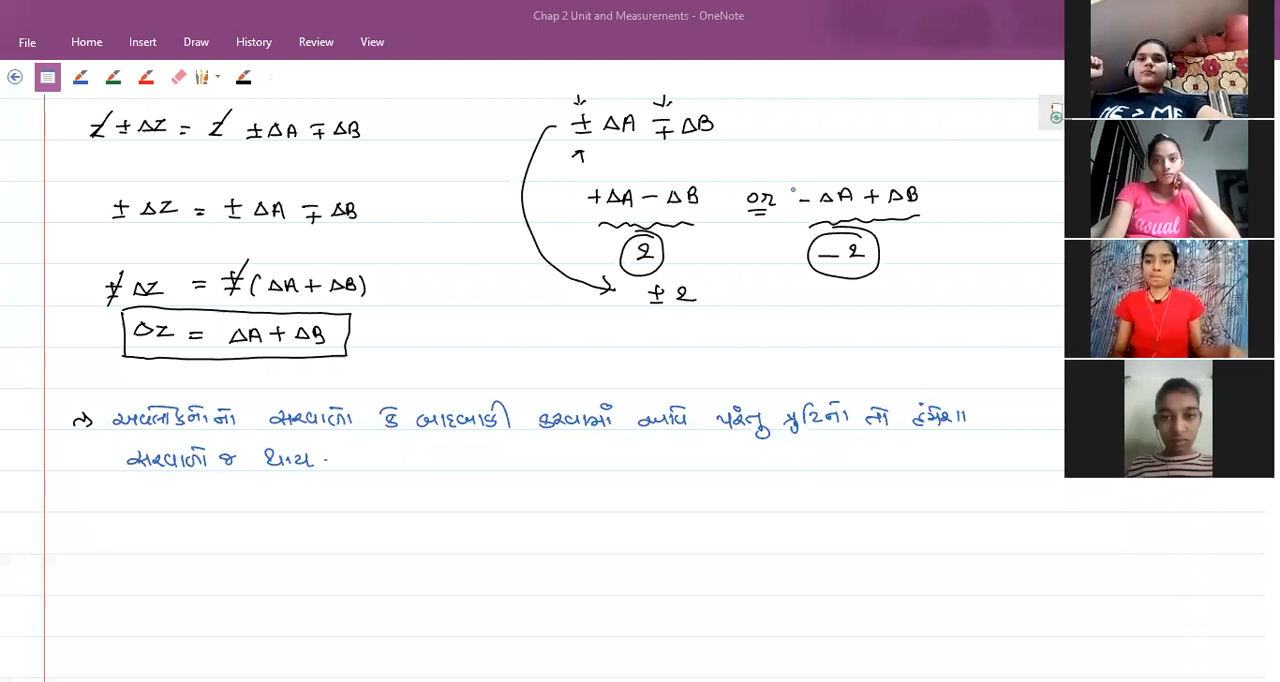 Chap 2 Unit and Measurements - OneNote
File Home Insert Draw History Review View
Z ± ΔZ = Z ± ΔA ∓ ΔB
± ΔA ∓ ΔB
± ΔZ = ± ΔA ∓ ΔB
+ΔA − ΔB or − ΔA + ΔB
2 − 2
± ΔZ = ± (ΔA + ΔB)
± 2
ΔZ = ΔA + ΔB
→ અવલોકનોના સરવાળા કે બાદબાકી કરવામાં આવે પરંતુ ત્રુટિનો તો હંમેશા
સરવાળો જ થાય.